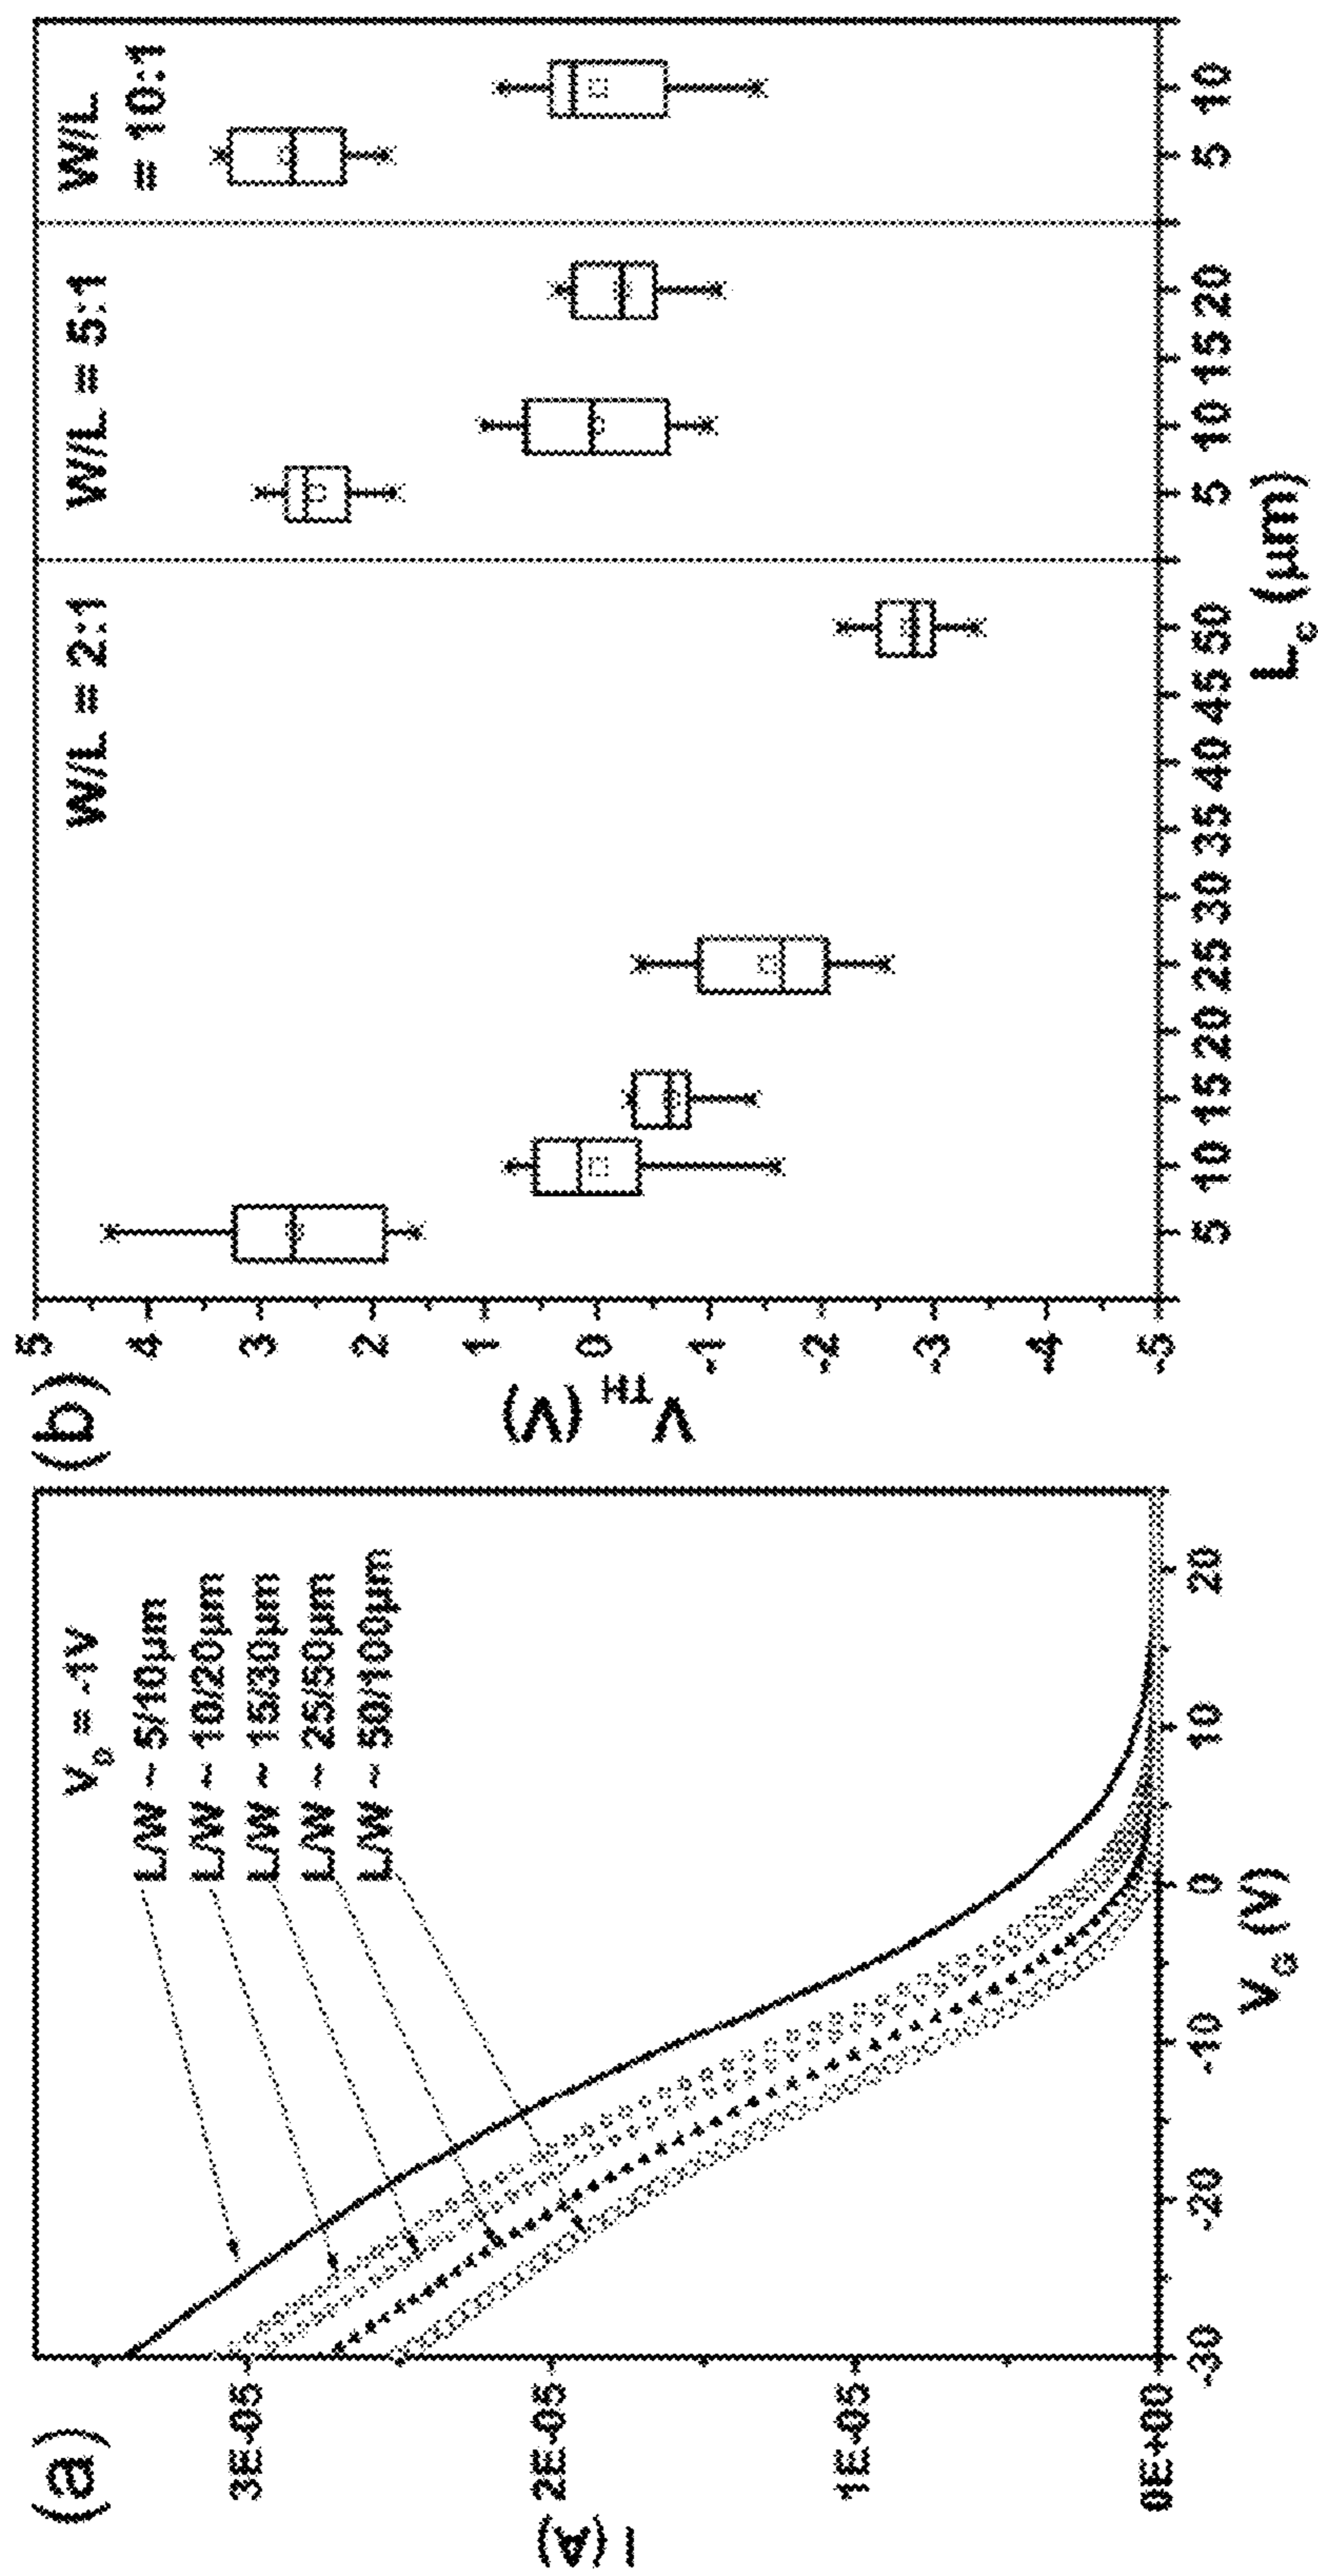 (a)
V_D = -1V
L/W ~ 5/10μm
L/W ~ 10/20μm
L/W ~ 15/30μm
L/W ~ 25/50μm
L/W ~ 50/100μm
3E-05
2E-05
1E-05
0E+00
I (A)
-30 -20 -10 0 10 20
V_G (V)
(b)
W/L = 2:1
W/L = 5:1
W/L
= 10:1
5
4
3
2
1
0
-1
-2
-3
-4
-5
V_TH (V)
5 10 15 20 25 30 35 40 45 50 5 10 15 20 5 10
L_c (μm)